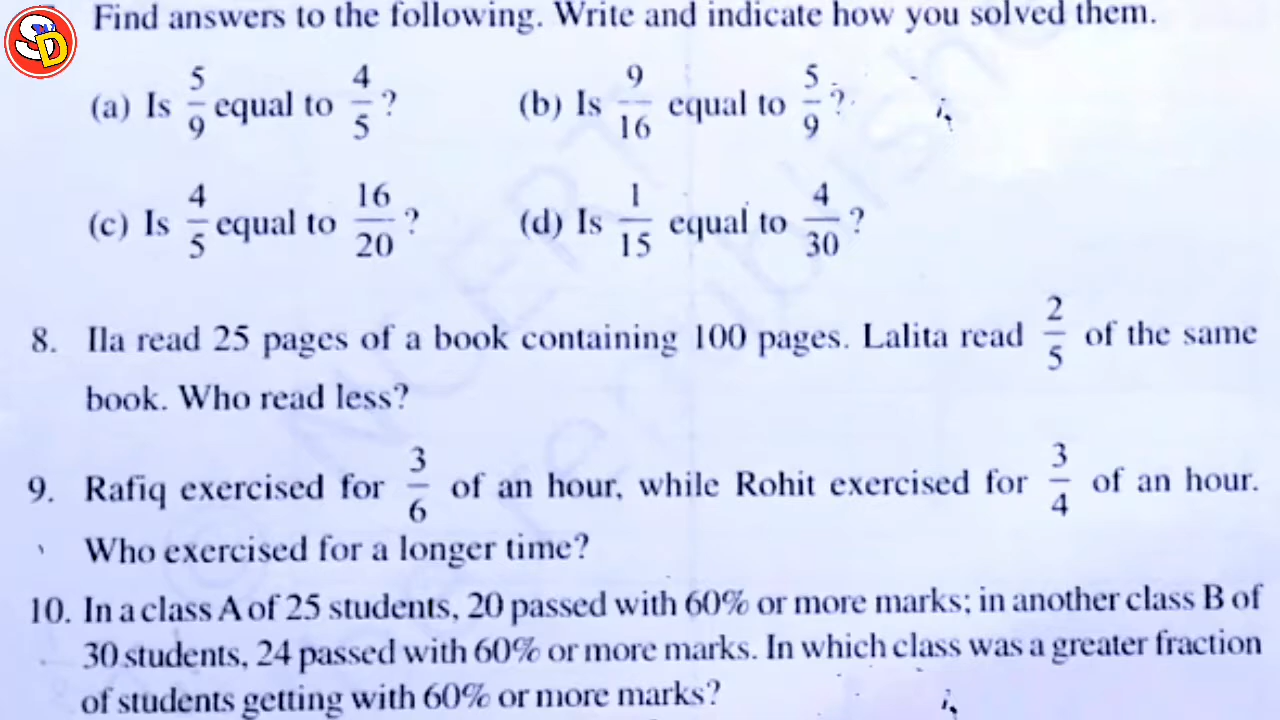 Find answers to the following. Write and indicate how you solved them.
(a) Is 5/9 equal to 4/5 ? (b) Is 9/16 equal to 5/9 ?
(c) Is 4/5 equal to 16/20 ? (d) Is 1/15 equal to 4/30 ?
8. Ila read 25 pages of a book containing 100 pages. Lalita read 2/5 of the same
book. Who read less?
9. Rafiq exercised for 3/6 of an hour, while Rohit exercised for 3/4 of an hour.
Who exercised for a longer time?
10. In a class A of 25 students, 20 passed with 60% or more marks; in another class B of
30 students, 24 passed with 60% or more marks. In which class was a greater fraction
of students getting with 60% or more marks?